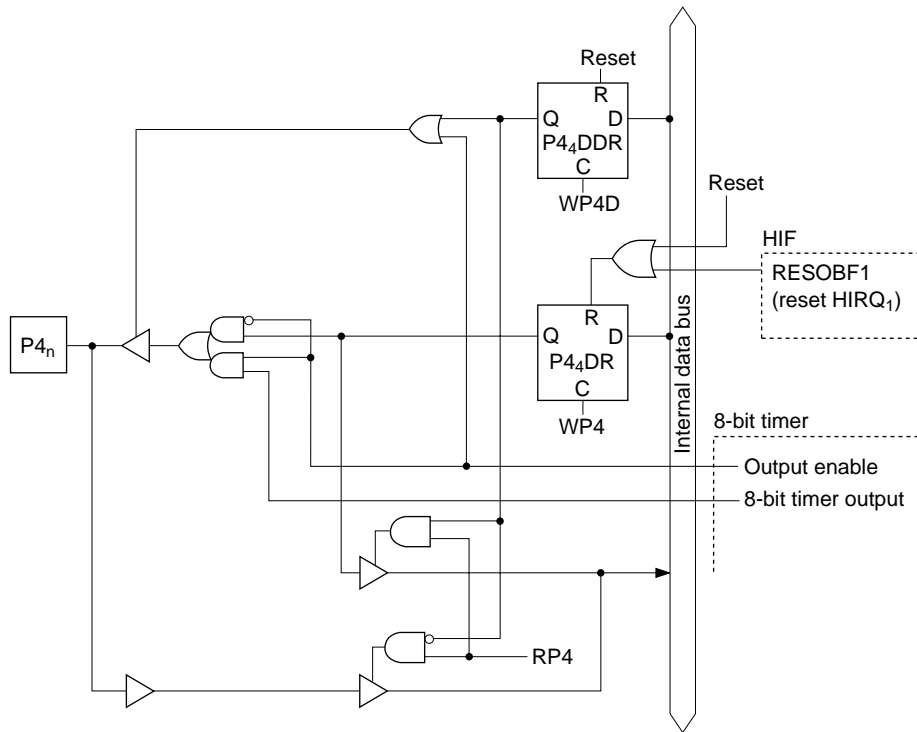 Reset
R
Q D
P4₄DDR
C
WP4D
Reset
HIF
RESOBF1
(reset HIRQ₁)
R
Q D
P4₄DR
C
WP4
P4ₙ
Internal data bus
8-bit timer
Output enable
8-bit timer output
RP4